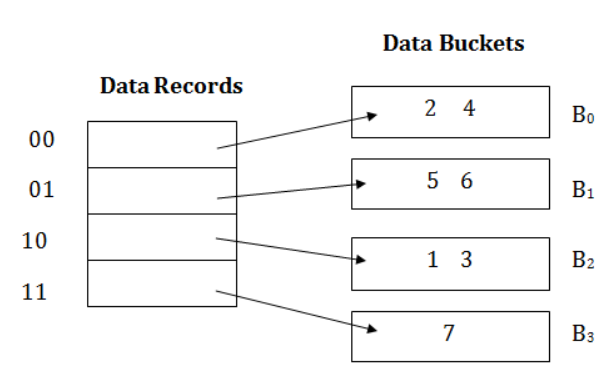 Data Buckets
Data Records
00
01
10
11
2 4 B₀
5 6 B₁
1 3 B₂
7 B₃